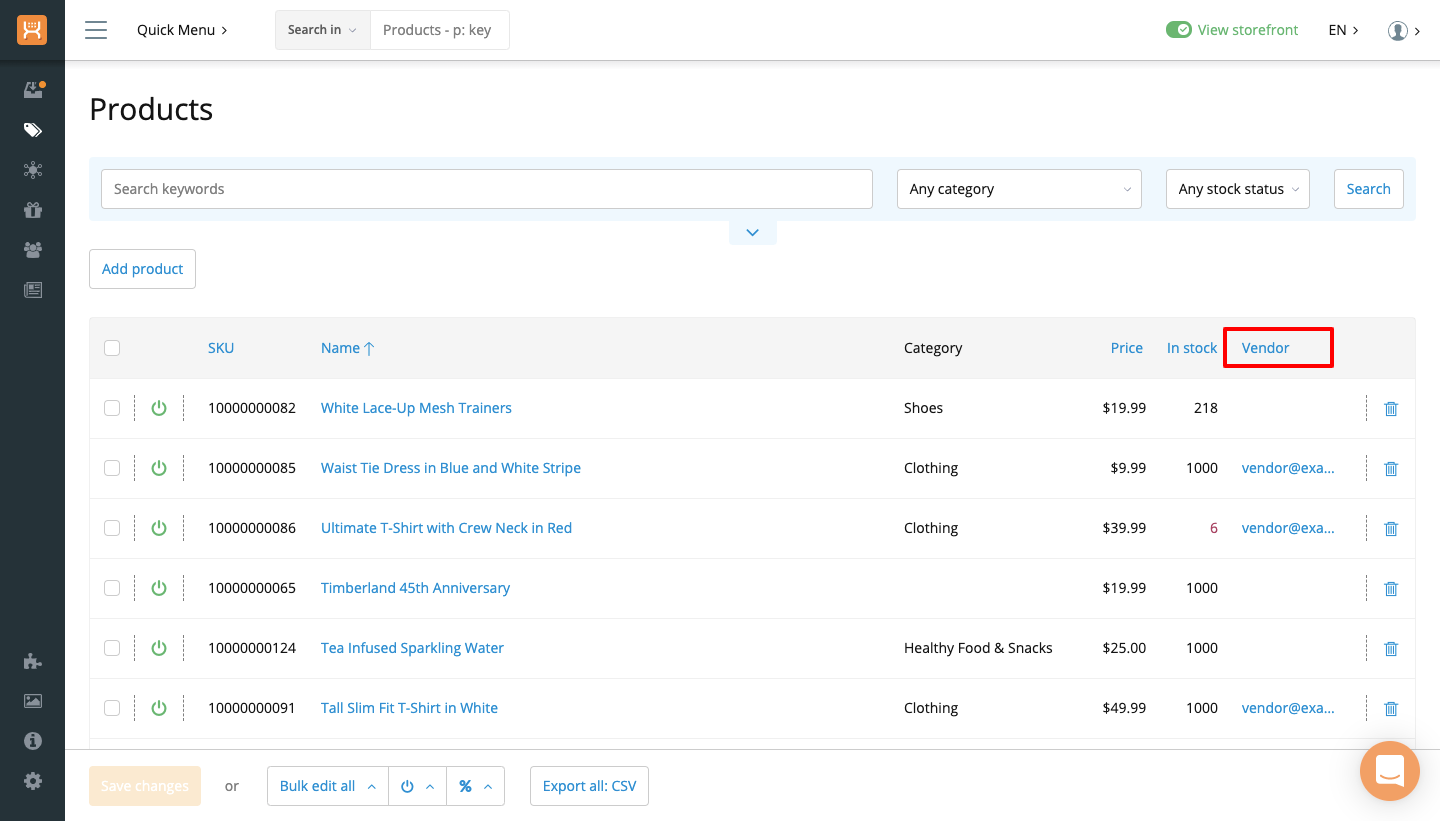 Quick Menu
Search in
Products - p: key
View storefront
EN
Products
Search keywords
Any category
Any stock status
Search
Add product
SKU Name Category Price In stock Vendor
10000000082 White Lace-Up Mesh Trainers Shoes $19.99 218
10000000085 Waist Tie Dress in Blue and White Stripe Clothing $9.99 1000 vendor@exa...
10000000086 Ultimate T-Shirt with Crew Neck in Red Clothing $39.99 6 vendor@exa...
10000000065 Timberland 45th Anniversary $19.99 1000
10000000124 Tea Infused Sparkling Water Healthy Food & Snacks $25.00 1000
10000000091 Tall Slim Fit T-Shirt in White Clothing $49.99 1000 vendor@exa...
Save changes or Bulk edit all % Export all: CSV